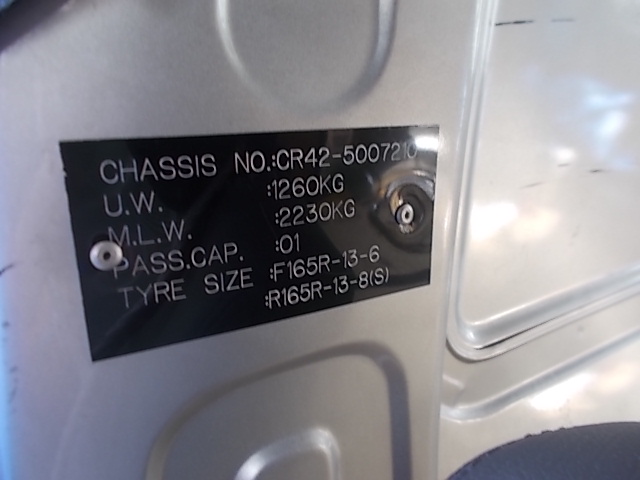 CHASSIS NO.:CR42-5007210
U.W. :1260KG
M.L.W. :2230KG
PASS.CAP. :01
TYRE SIZE :F165R-13-6
:R165R-13-8(S)